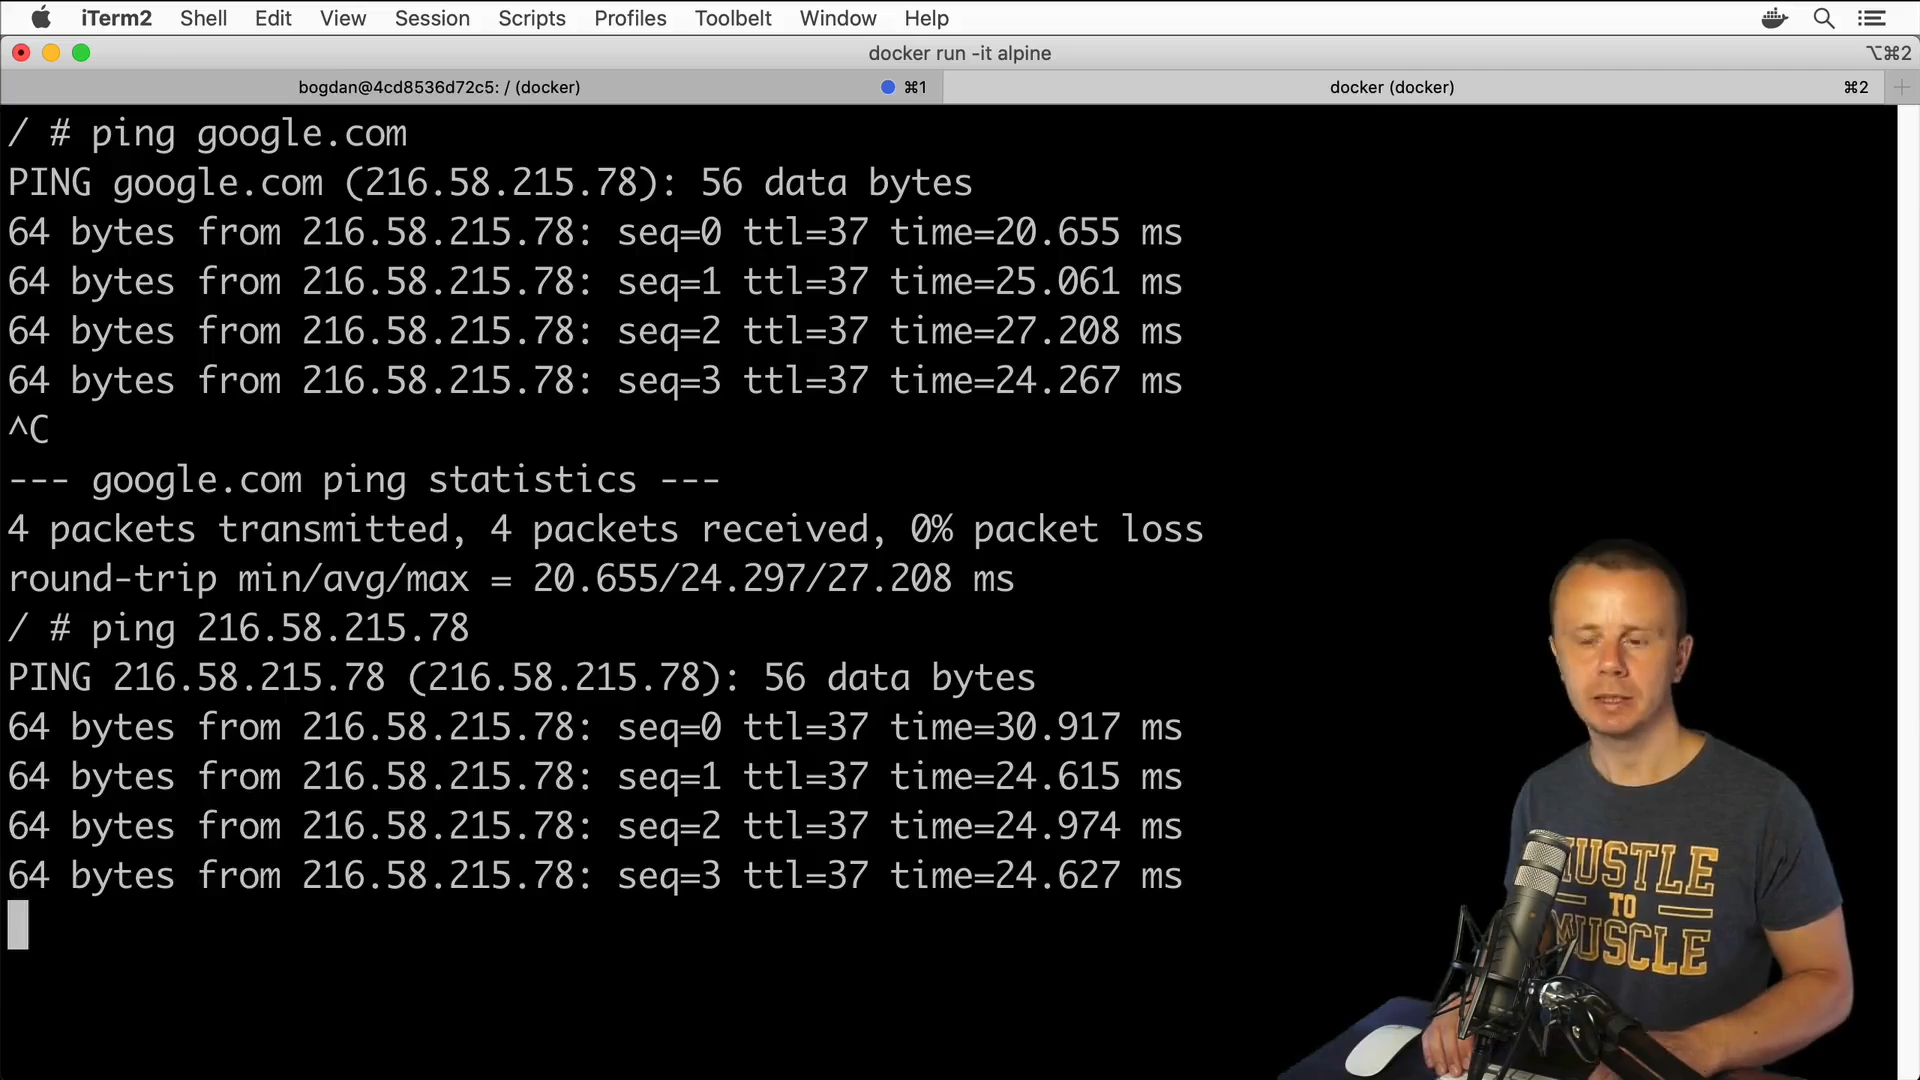 iTerm2 Shell Edit View Session Scripts Profiles Toolbelt Window Help
docker run -it alpine ⌥⌘2
bogdan@4cd8536d72c5: / (docker) ⌘1 docker (docker) ⌘2 +
/ # ping google.com
PING google.com (216.58.215.78): 56 data bytes
64 bytes from 216.58.215.78: seq=0 ttl=37 time=20.655 ms
64 bytes from 216.58.215.78: seq=1 ttl=37 time=25.061 ms
64 bytes from 216.58.215.78: seq=2 ttl=37 time=27.208 ms
64 bytes from 216.58.215.78: seq=3 ttl=37 time=24.267 ms
^C
--- google.com ping statistics ---
4 packets transmitted, 4 packets received, 0% packet loss
round-trip min/avg/max = 20.655/24.297/27.208 ms
/ # ping 216.58.215.78
PING 216.58.215.78 (216.58.215.78): 56 data bytes
64 bytes from 216.58.215.78: seq=0 ttl=37 time=30.917 ms
64 bytes from 216.58.215.78: seq=1 ttl=37 time=24.615 ms
64 bytes from 216.58.215.78: seq=2 ttl=37 time=24.974 ms
64 bytes from 216.58.215.78: seq=3 ttl=37 time=24.627 ms
HUSTLE
TO
MUSCLE